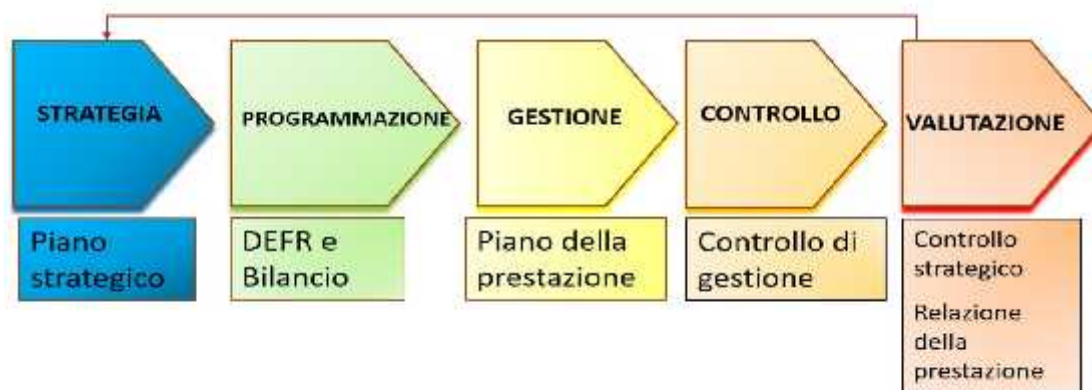 STRATEGIA
PROGRAMMAZIONE
GESTIONE
CONTROLLO
VALUTAZIONE
Piano
strategico
DEFR e
Bilancio
Piano della
prestazione
Controllo di
gestione
Controllo
strategico
Relazione
della
prestazione